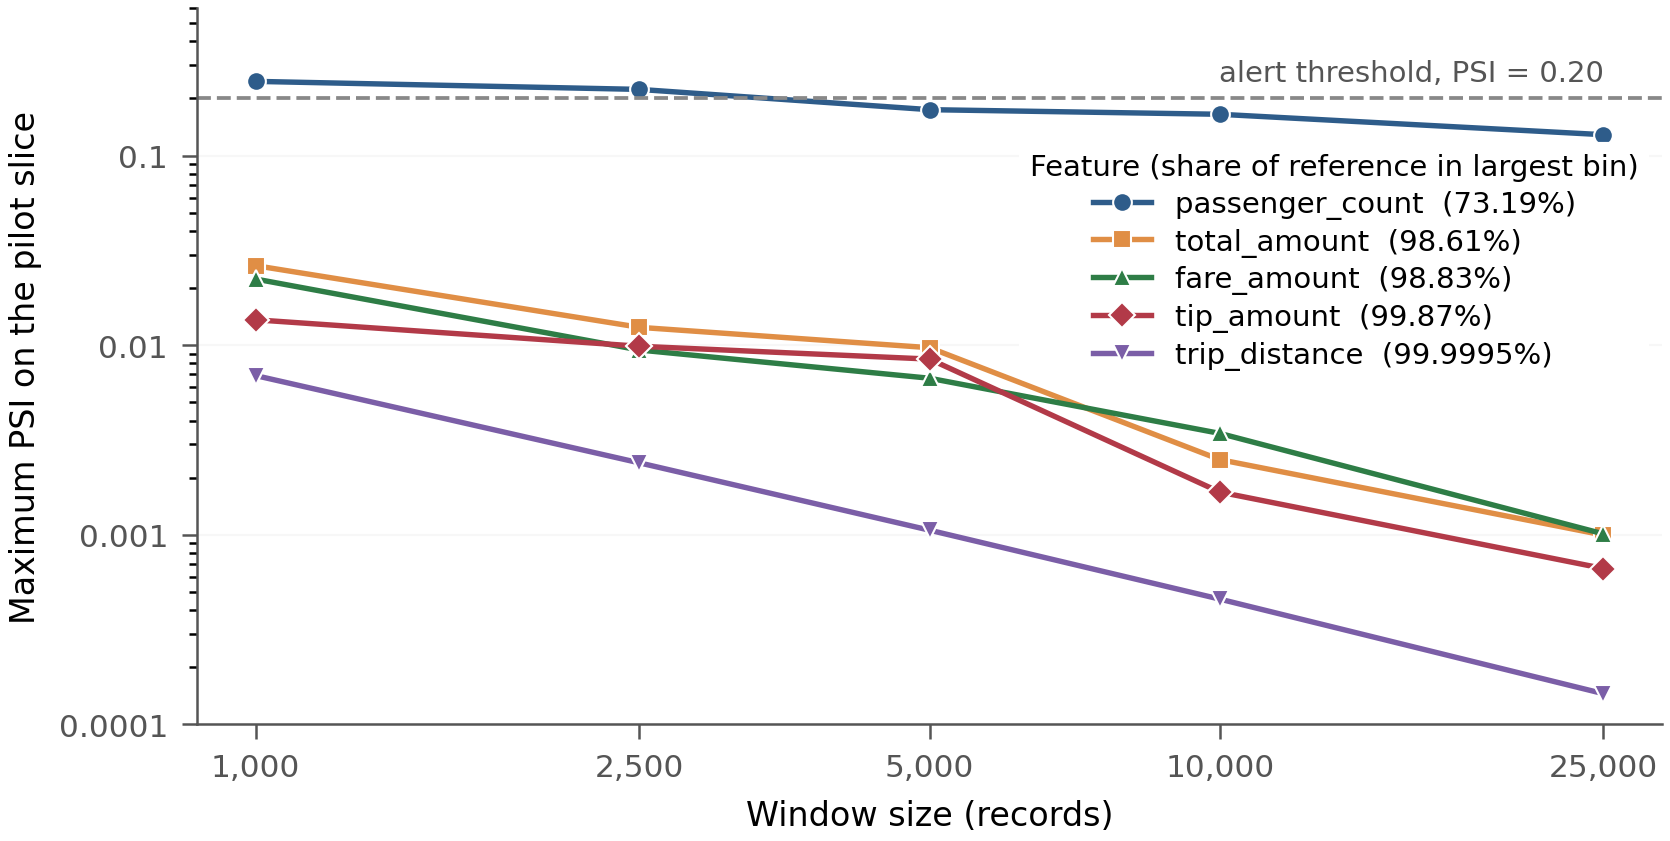 alert threshold, PSI = 0.20
Maximum PSI on the pilot slice
0.1
0.01
0.001
0.0001
Feature (share of reference in largest bin)
passenger_count (73.19%)
total_amount (98.61%)
fare_amount (98.83%)
tip_amount (99.87%)
trip_distance (99.9995%)
1,000 2,500 5,000 10,000 25,000
Window size (records)